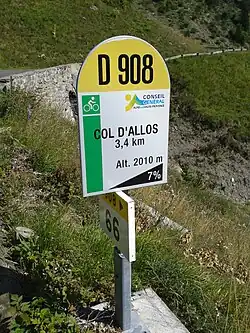 D 908
CONSEIL
GÉNÉRAL
COL D'ALLOS
3,4 km
Alt. 2010 m
7%
66